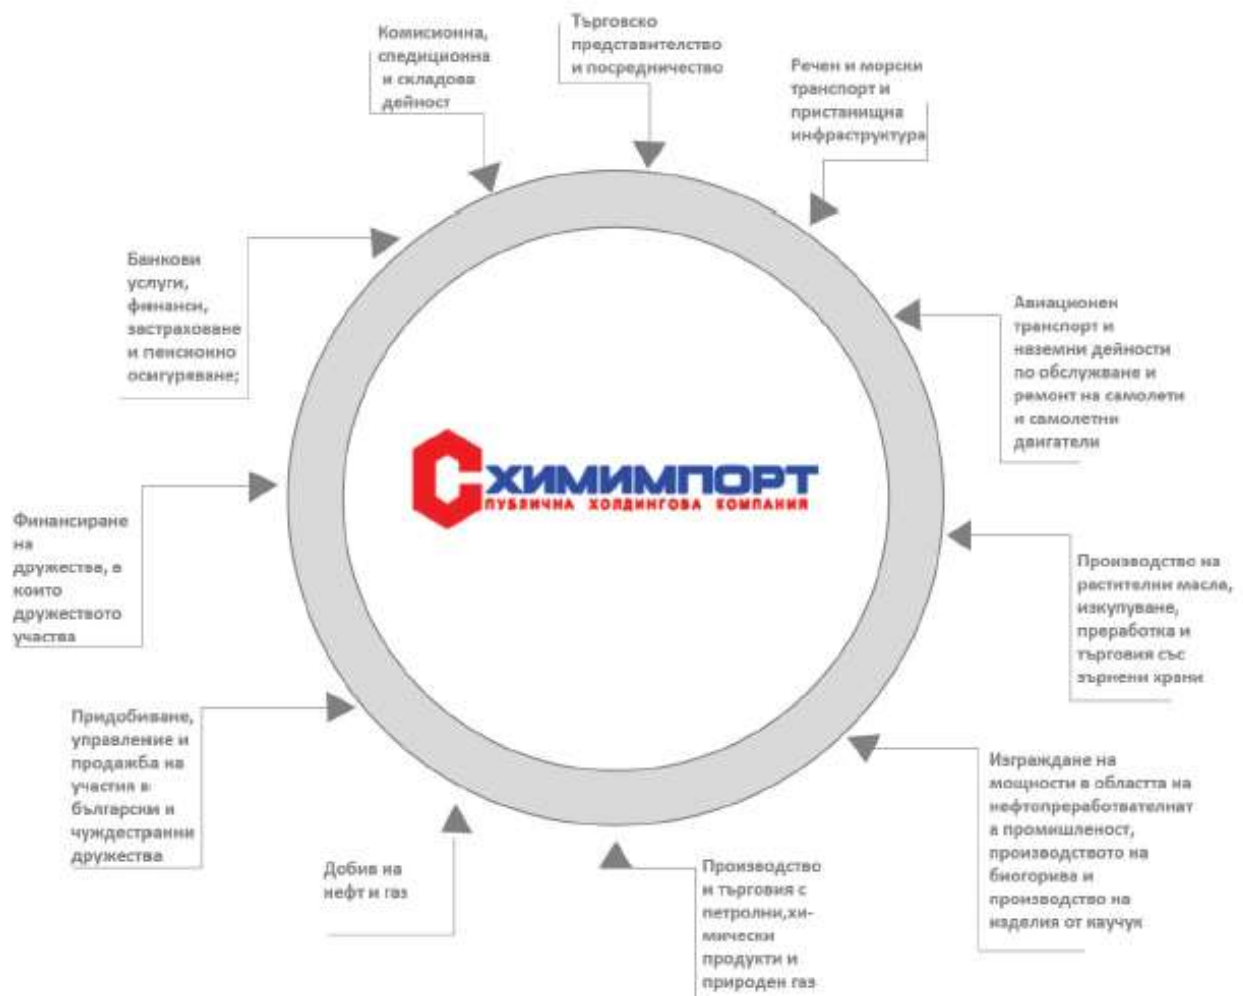 Комисионна,
спедиционна
и складова
дейност
Търговско
представителство
и посредничество
Речен и морски
транспорт и
пристанищна
инфраструктура
Авиационен
транспорт и
наземни дейности
по обслужване и
ремонт на самолети
и самолетни
двигатели
Производство на
растителни масла,
изкупуване,
преработка и
търговия със
зърнени храни
Изграждане на
мощности в областта на
нефтопреработвателнат
а промишленост,
производството на
биогорива и
производство на
изделия от каучук
Производство
и търговия с
петролни,хи-
мически
продукти и
природен газ
Добив на
нефт и газ
Придобиване,
управление и
продажба на
участия в
български и
чуждестранни
дружества
Финансиране
на
дружества, в
които
дружеството
участва
Банкови
услуги,
финанси,
застраховане
и пенсионно
осигуряване;
ХИМИМПОРТ
ПУБЛИЧНА ХОЛДИНГОВА КОМПАНИЯ